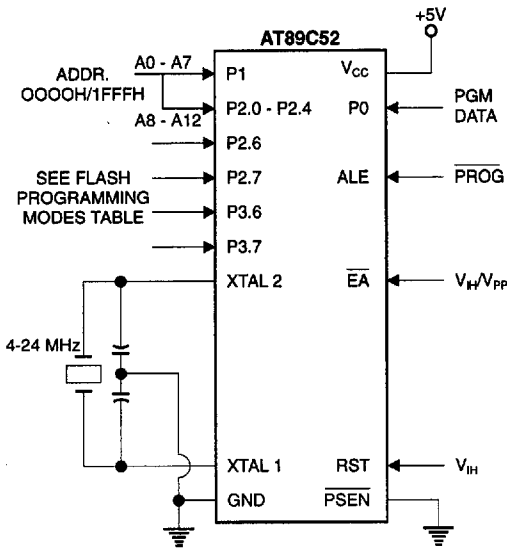 +5V
AT89C52
A0 - A7
ADDR.
OOOOH/1FFFH
P1
VCC
P2.0 - P2.4
P0
PGM
DATA
A8 - A12
P2.6
SEE FLASH
PROGRAMMING
MODES TABLE
P2.7
ALE
PROG
P3.6
P3.7
XTAL 2
EA
VIH/VPP
4-24 MHz
XTAL 1
RST
VIH
GND
PSEN